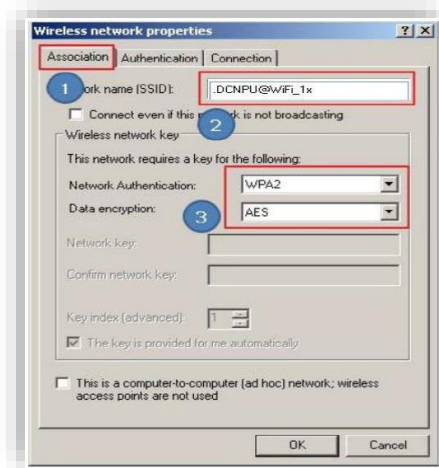 Wireless network properties
? X
Association Authentication Connection
1 ork name (SSID): .DCNPU@WiFi_1x
Connect even if this network is not broadcasting
2
Wireless network key
This network requires a key for the following:
Network Authentication: WPA2
Data encryption: AES
3
Network key:
Confirm network key:
Key index (advanced): 1
The key is provided for me automatically
This is a computer-to-computer (ad hoc) network; wireless
access points are not used
OK Cancel